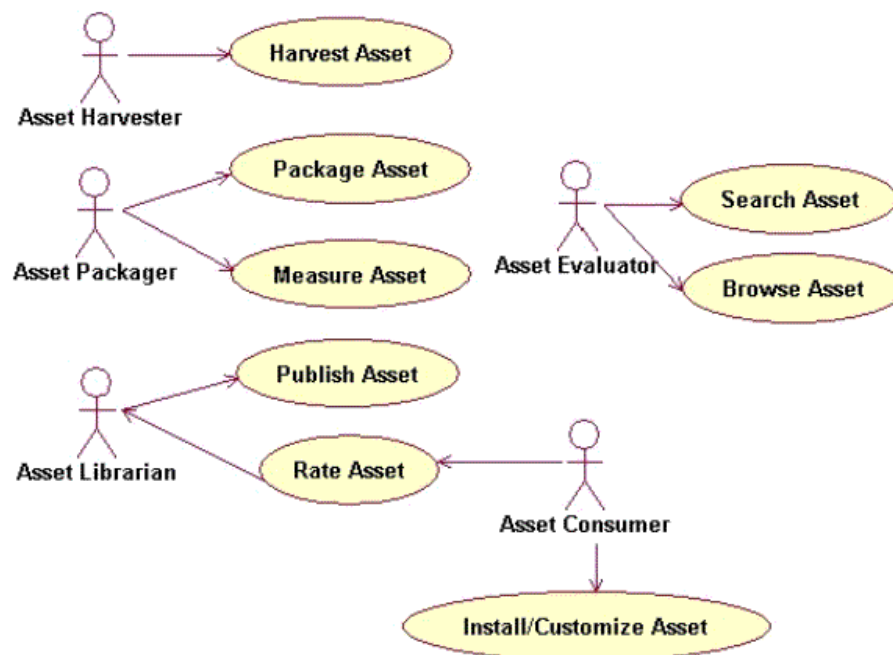 Harvest Asset
Asset Harvester
Package Asset
Asset Packager
Measure Asset
Search Asset
Asset Evaluator
Browse Asset
Publish Asset
Asset Librarian
Rate Asset
Asset Consumer
Install/Customize Asset